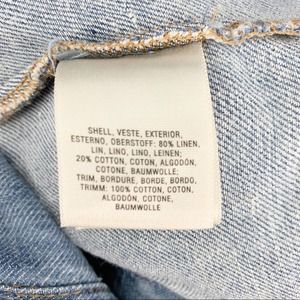 SHELL, VESTE, EXTERIOR,
ESTERNO, OBERSTOFF: 80% LINEN,
LIN, LINO, LINO, LEINEN;
20% COTTON, COTON, ALGODÓN,
COTONE, BAUMWOLLE;
TRIM, BORDURE, BORDE, BORDO,
TRIMM: 100% COTTON, COTON,
ALGODÓN, COTONE,
BAUMWOLLE